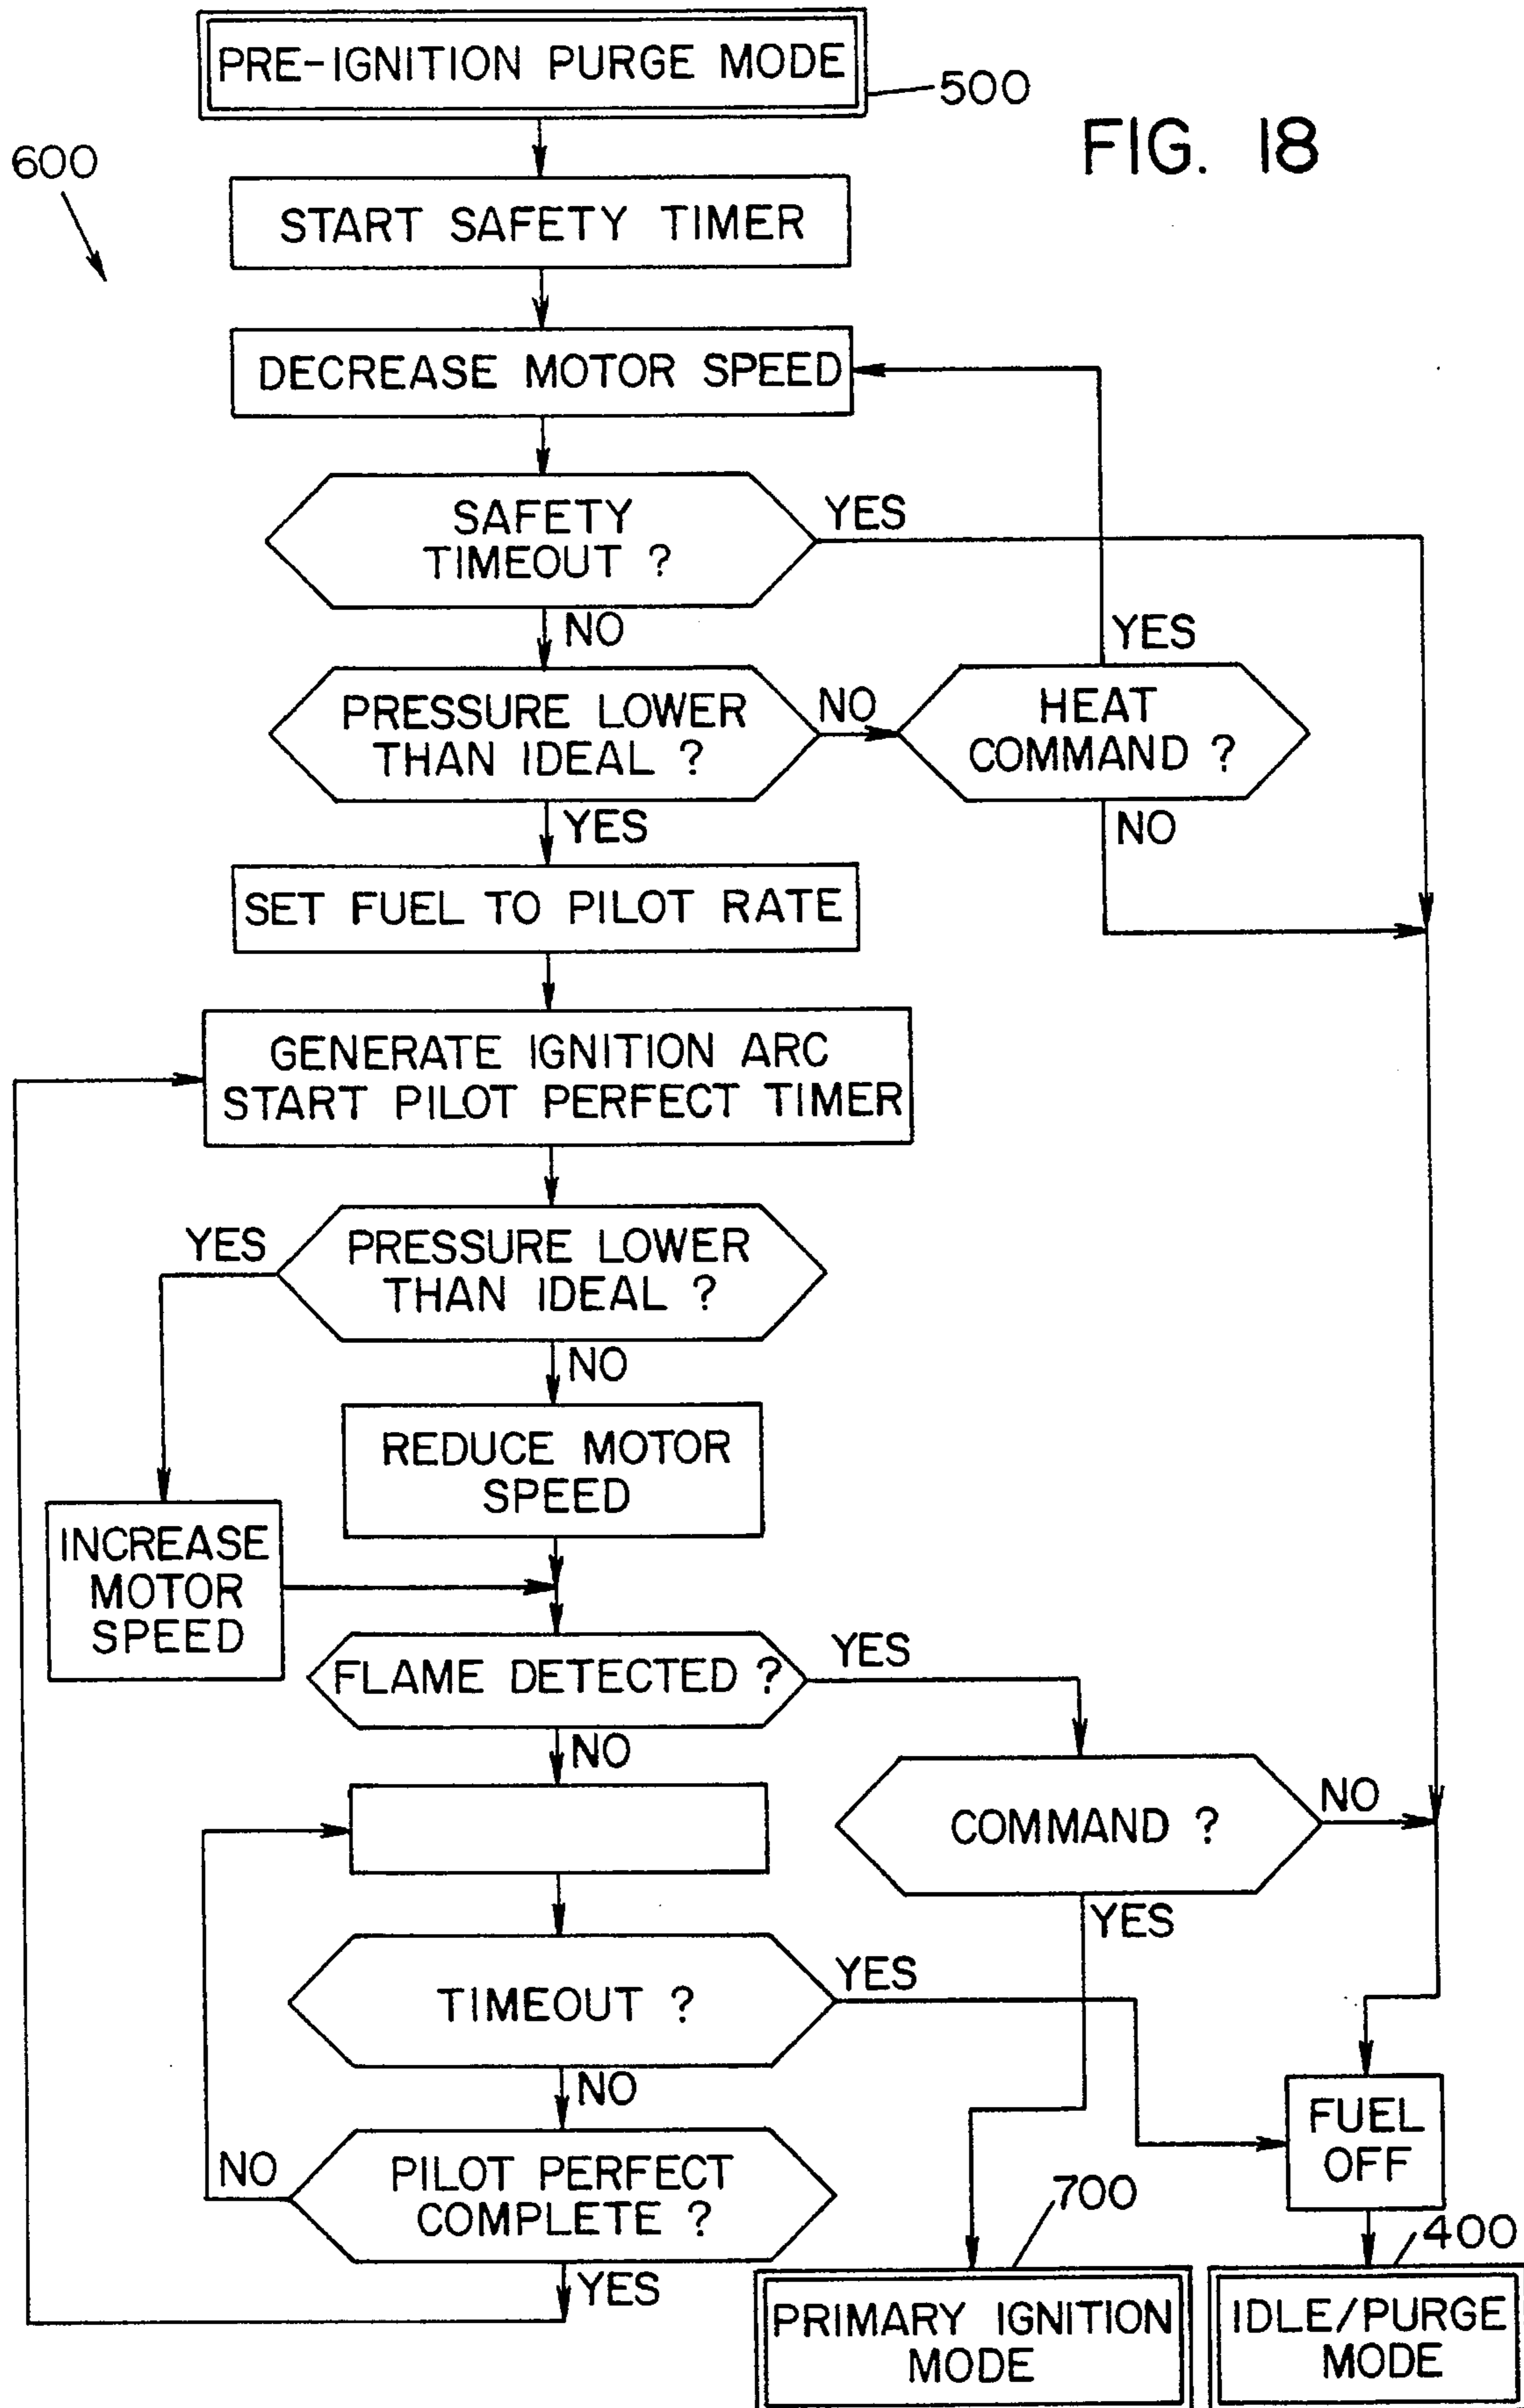 PRE-IGNITION PURGE MODE
500
FIG. 18
600
START SAFETY TIMER
DECREASE MOTOR SPEED
SAFETY
TIMEOUT ?
YES
NO
YES
PRESSURE LOWER
THAN IDEAL ?
NO
HEAT
COMMAND ?
YES
NO
SET FUEL TO PILOT RATE
GENERATE IGNITION ARC
START PILOT PERFECT TIMER
YES
PRESSURE LOWER
THAN IDEAL ?
NO
REDUCE MOTOR
SPEED
INCREASE
MOTOR
SPEED
FLAME DETECTED ?
YES
NO
COMMAND ?
NO
YES
TIMEOUT ?
YES
NO
FUEL
OFF
NO
PILOT PERFECT
COMPLETE ?
YES
700
400
PRIMARY IGNITION
MODE
IDLE/PURGE
MODE